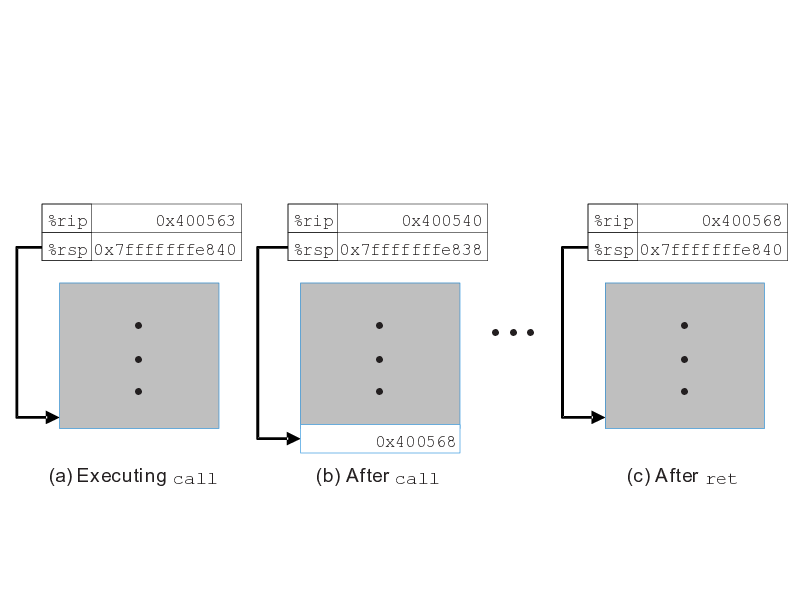 %rip 0x400563
%rsp 0x7fffffffe840
(a) Executing call
%rip 0x400540
%rsp 0x7fffffffe838
0x400568
(b) After call
%rip 0x400568
%rsp 0x7fffffffe840
(c) After ret